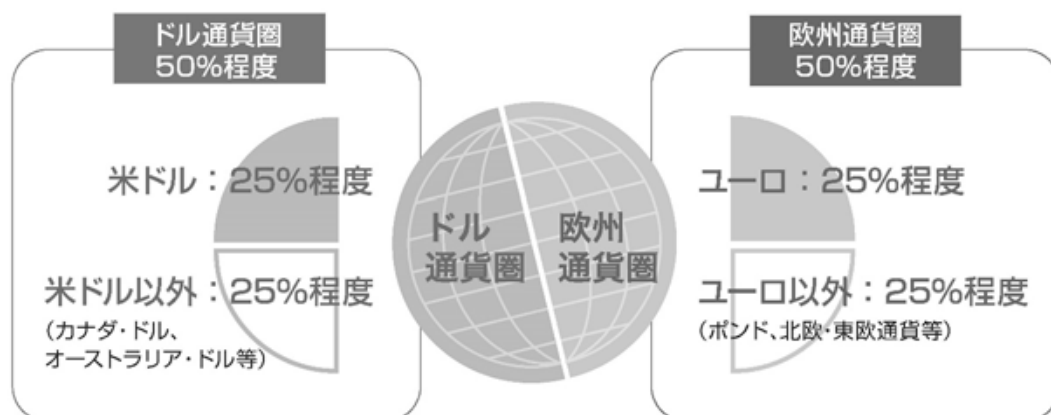 ドル通貨圏
50%程度
米ドル：25%程度
米ドル以外：25%程度
（カナダ・ドル、
オーストラリア・ドル等）
ドル
通貨圏
欧州
通貨圏
欧州通貨圏
50%程度
ユーロ：25%程度
ユーロ以外：25%程度
（ポンド、北欧・東欧通貨等）